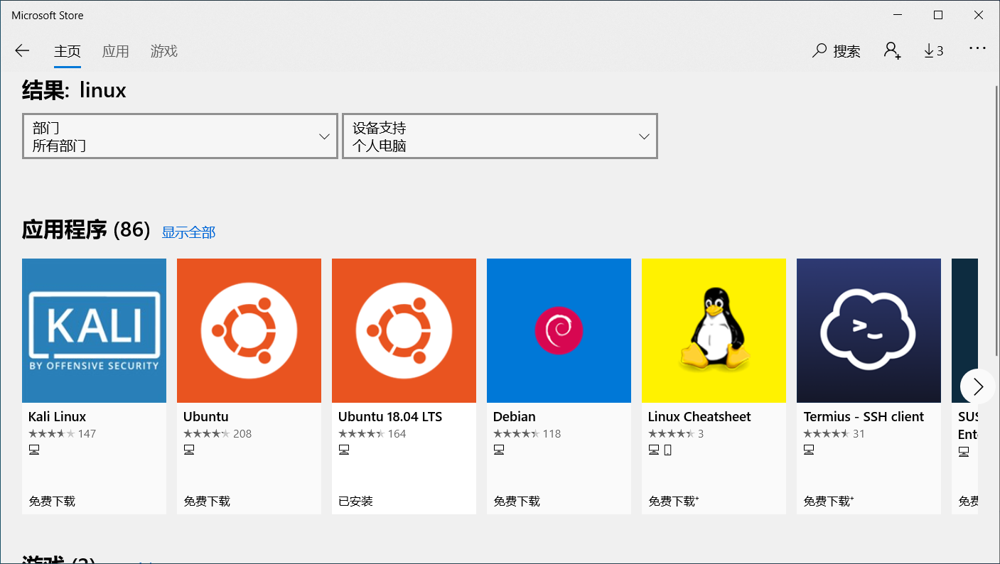 Microsoft Store
主页 应用 游戏 搜索 3
结果: linux
部门
所有部门
设备支持
个人电脑
应用程序 (86) 显示全部
KALI
BY OFFENSIVE SECURITY
Kali Linux
147
免费下载
Ubuntu
208
免费下载
Ubuntu 18.04 LTS
164
已安装
Debian
118
免费下载
Linux Cheatsheet
3
免费下载+
Termius - SSH client
31
免费下载+
SUS
Ent
免费
游戏 (2)